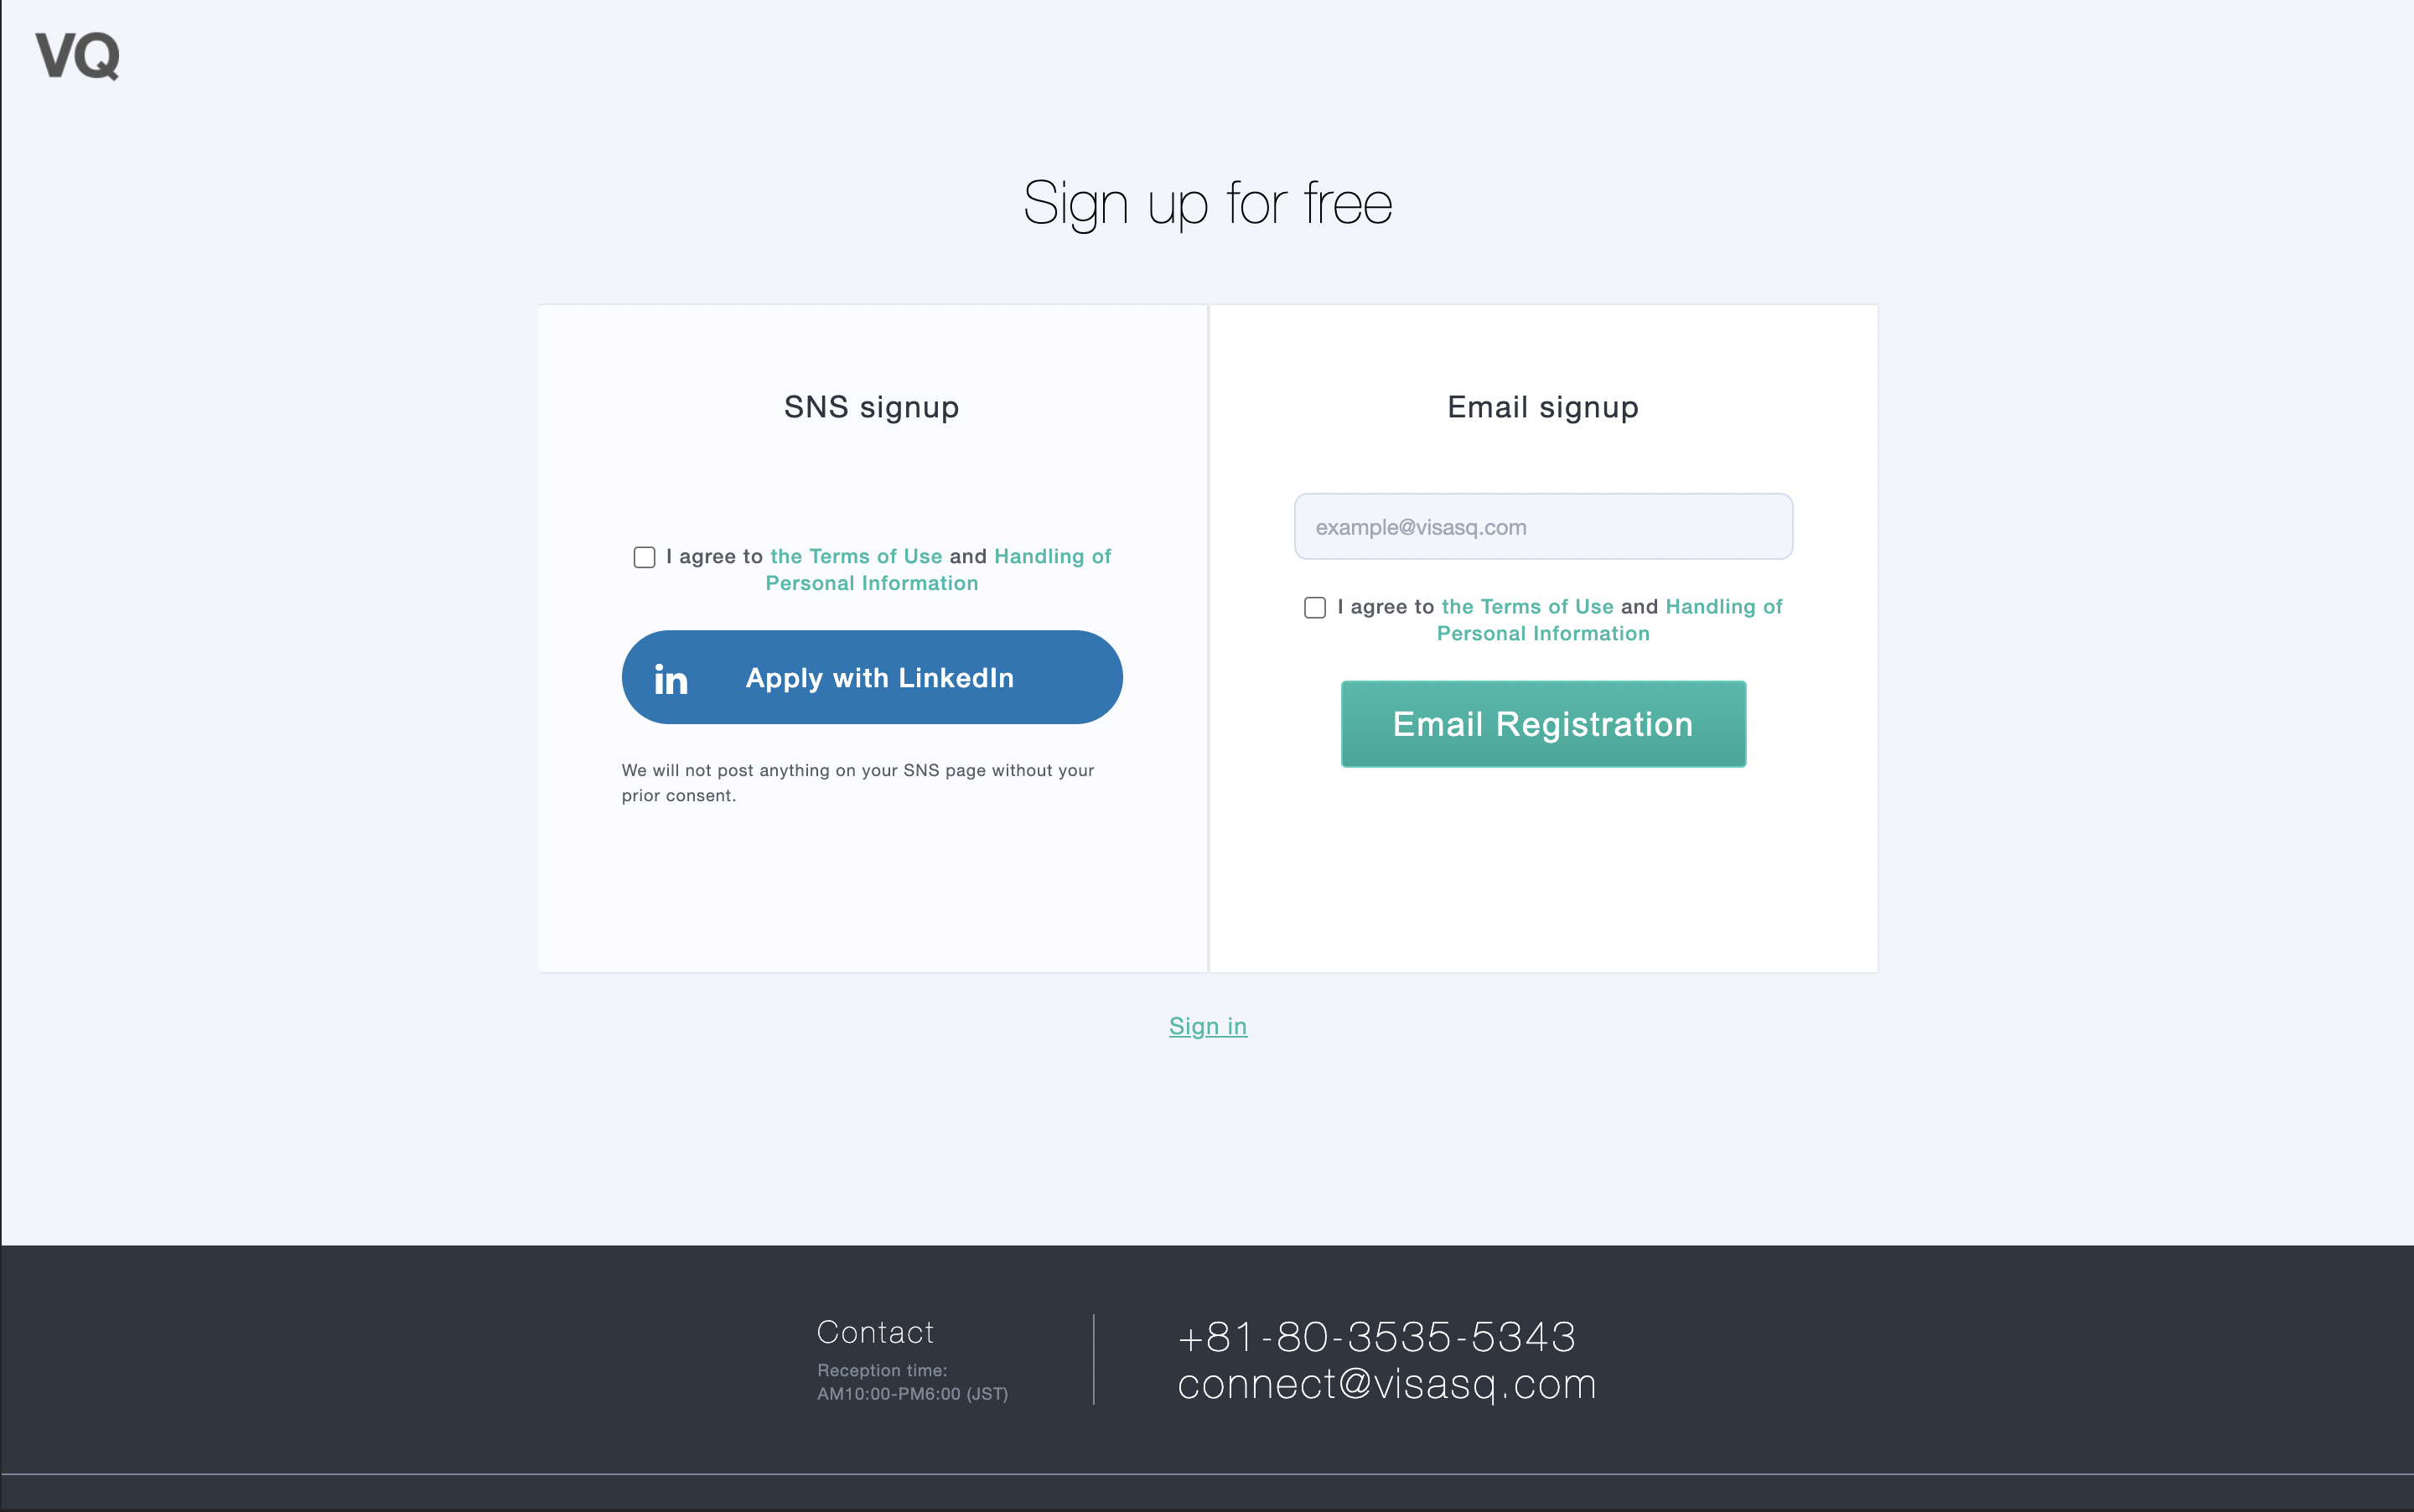 VQ
Sign up for free
SNS signup
I agree to the Terms of Use and Handling of
Personal Information
in Apply with LinkedIn
We will not post anything on your SNS page without your
prior consent.
Email signup
example@visasq.com
I agree to the Terms of Use and Handling of
Personal Information
Email Registration
Sign in
Contact
Reception time:
AM10:00-PM6:00 (JST)
+81-80-3535-5343
connect@visasq.com